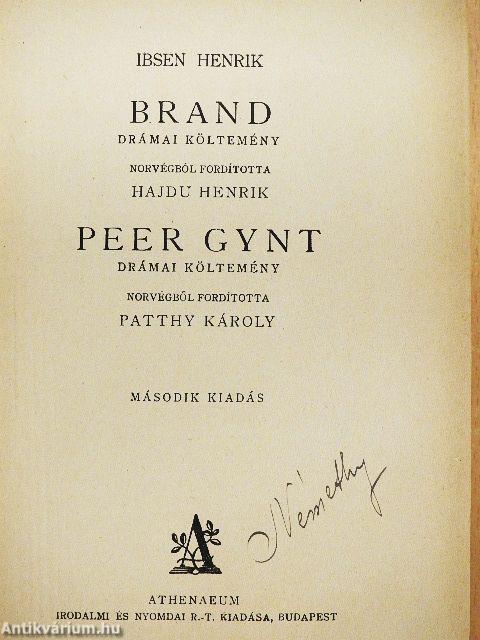 IBSEN HENRIK
BRAND
DRÁMAI KÖLTEMÉNY
NORVÉGBŐL FORDÍTOTTA
HAJDU HENRIK
PEER GYNT
DRÁMAI KÖLTEMÉNY
NORVÉGBŐL FORDÍTOTTA
PATTHY KÁROLY
MÁSODIK KIADÁS
Némethy
A
ATHENAEUM
IRODALMI ÉS NYOMDAI R.-T. KIADÁSA, BUDAPEST
Antikvárium.hu